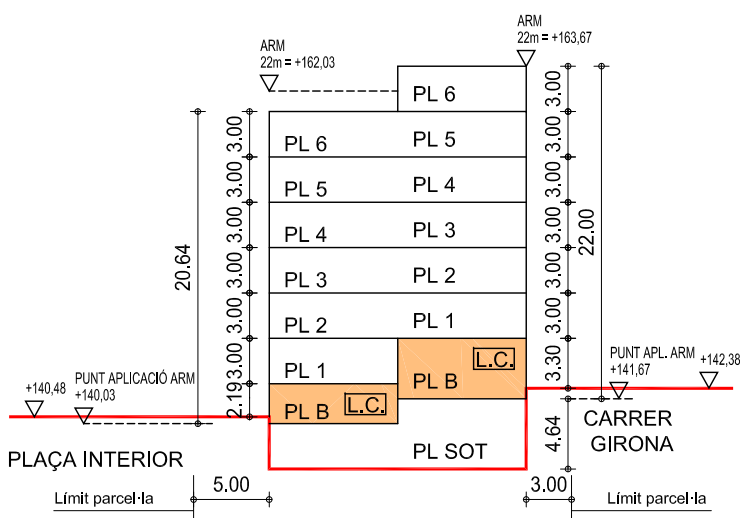 ARM
22m = +162,03
ARM
22m = +163,67
PL 6
3.00
PL 6
PL 5
3.00
3.00
PL 5
PL 4
3.00
3.00
PL 4
PL 3
3.00
3.00
20.64
22.00
PL 3
PL 2
3.00
3.00
PL 2
PL 1
3.00
3.00
PL 1
3.00
L.C.
PL B
3.30
PUNT APLICACIÓ ARM
+140,03
+140,48
PUNT APL. ARM
+141,67
+142,38
2.19
PL B
L.C.
4.64
CARRER
GIRONA
PLAÇA INTERIOR
PL SOT
5.00
3.00
Límit parcel·la
Límit parcel·la